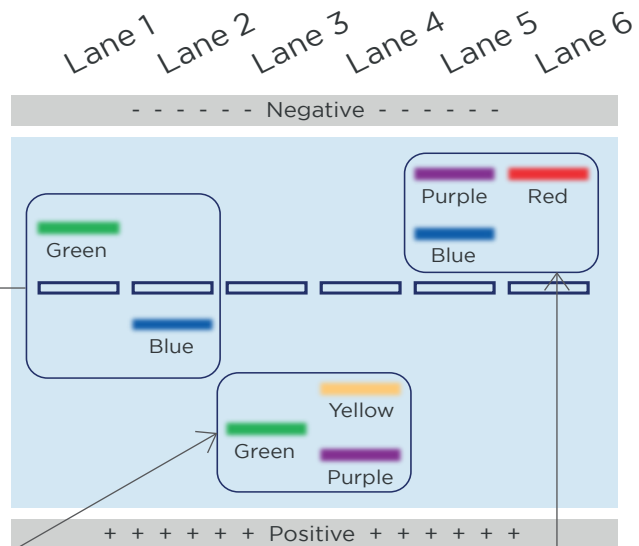 Lane 1 Lane 2 Lane 3 Lane 4 Lane 5 Lane 6
- - - - - - Negative - - - - - -
Purple Red
Green
Blue
Blue
Yellow
Green
Purple
+ + + + + + Positive + + + + + +